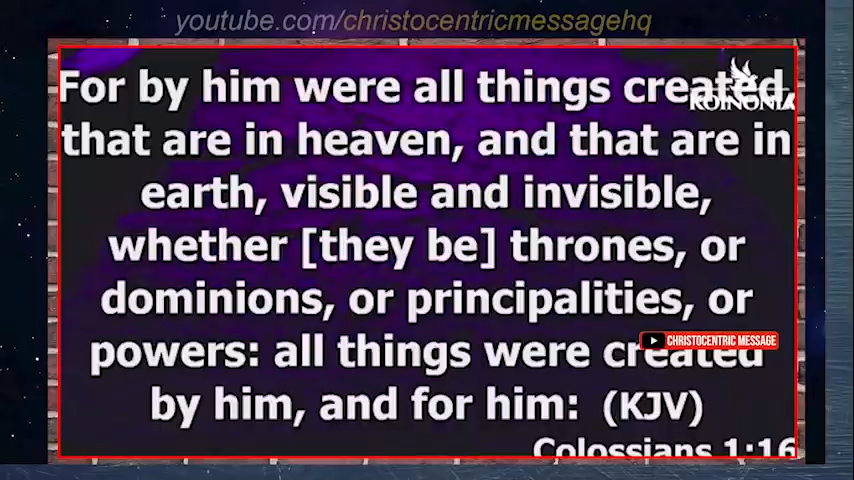 youtube.com/christocentricmessagehq
For by him were all things created,
KOINONIA
that are in heaven, and that are in
earth, visible and invisible,
whether [they be] thrones, or
dominions, or principalities, or
powers: all things were created
CHRISTOCENTRIC MESSAGE
by him, and for him: (KJV)
Colossians 1:16